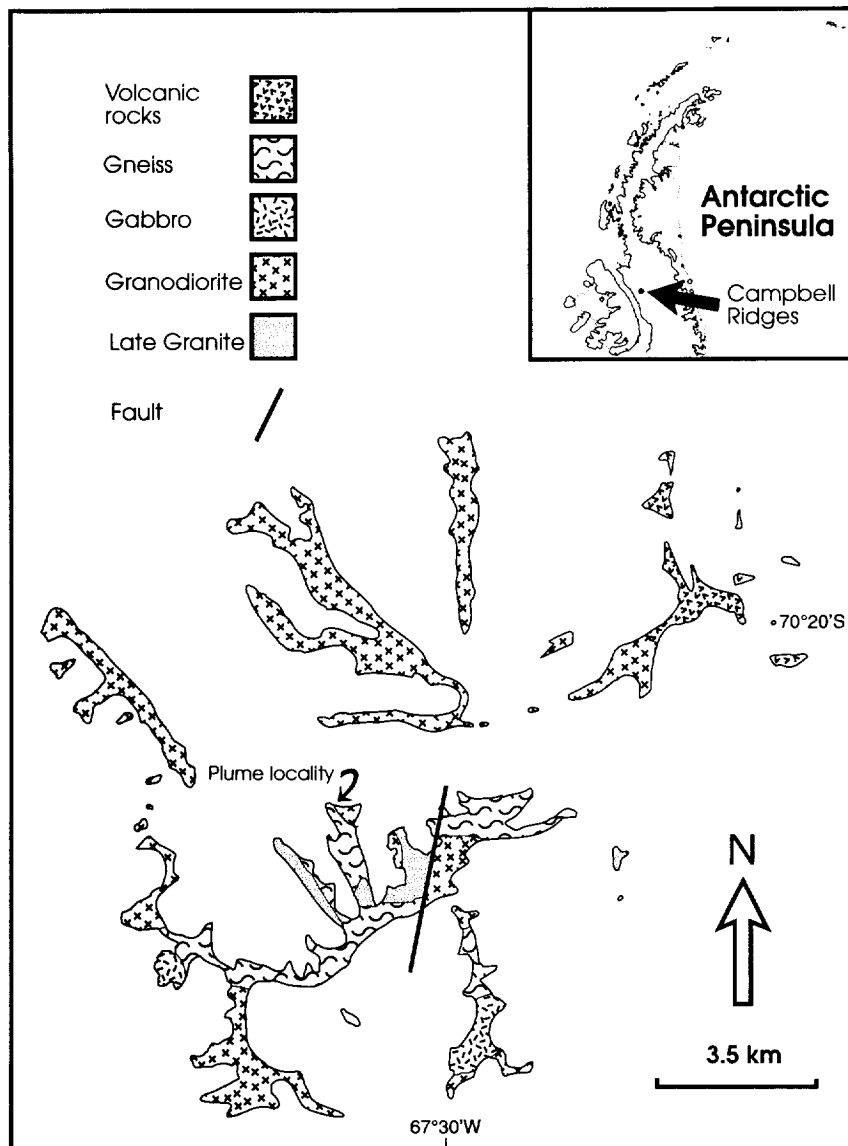 Volcanic
rocks
Gneiss
Gabbro
Granodiorite
Late Granite
Fault
Antarctic
Peninsula
Campbell
Ridges
70°20'S
Plume locality
N
3.5 km
67°30'W